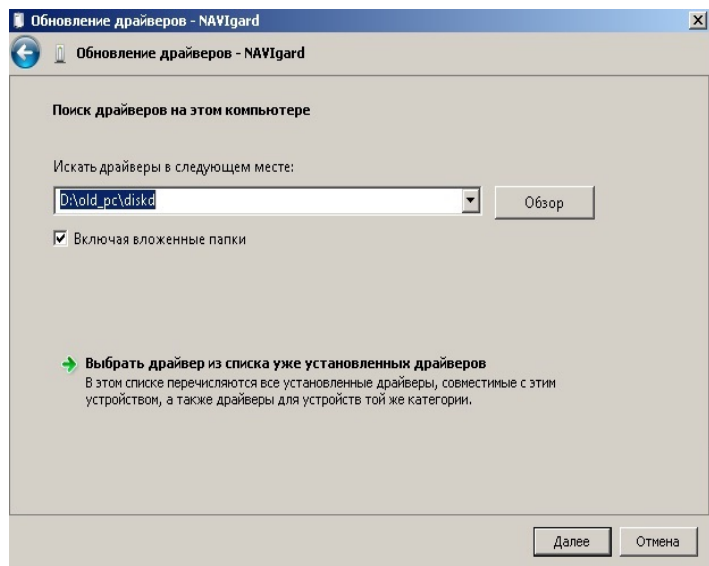 Обновление драйверов - NAVIgard
Обновление драйверов - NAVIgard
Поиск драйверов на этом компьютере
Искать драйверы в следующем месте:
D:\old_pc\diskd
Обзор
Включая вложенные папки
Выбрать драйвер из списка уже установленных драйверов
В этом списке перечисляются все установленные драйверы, совместимые с этим
устройством, а также драйверы для устройств той же категории.
Далее
Отмена